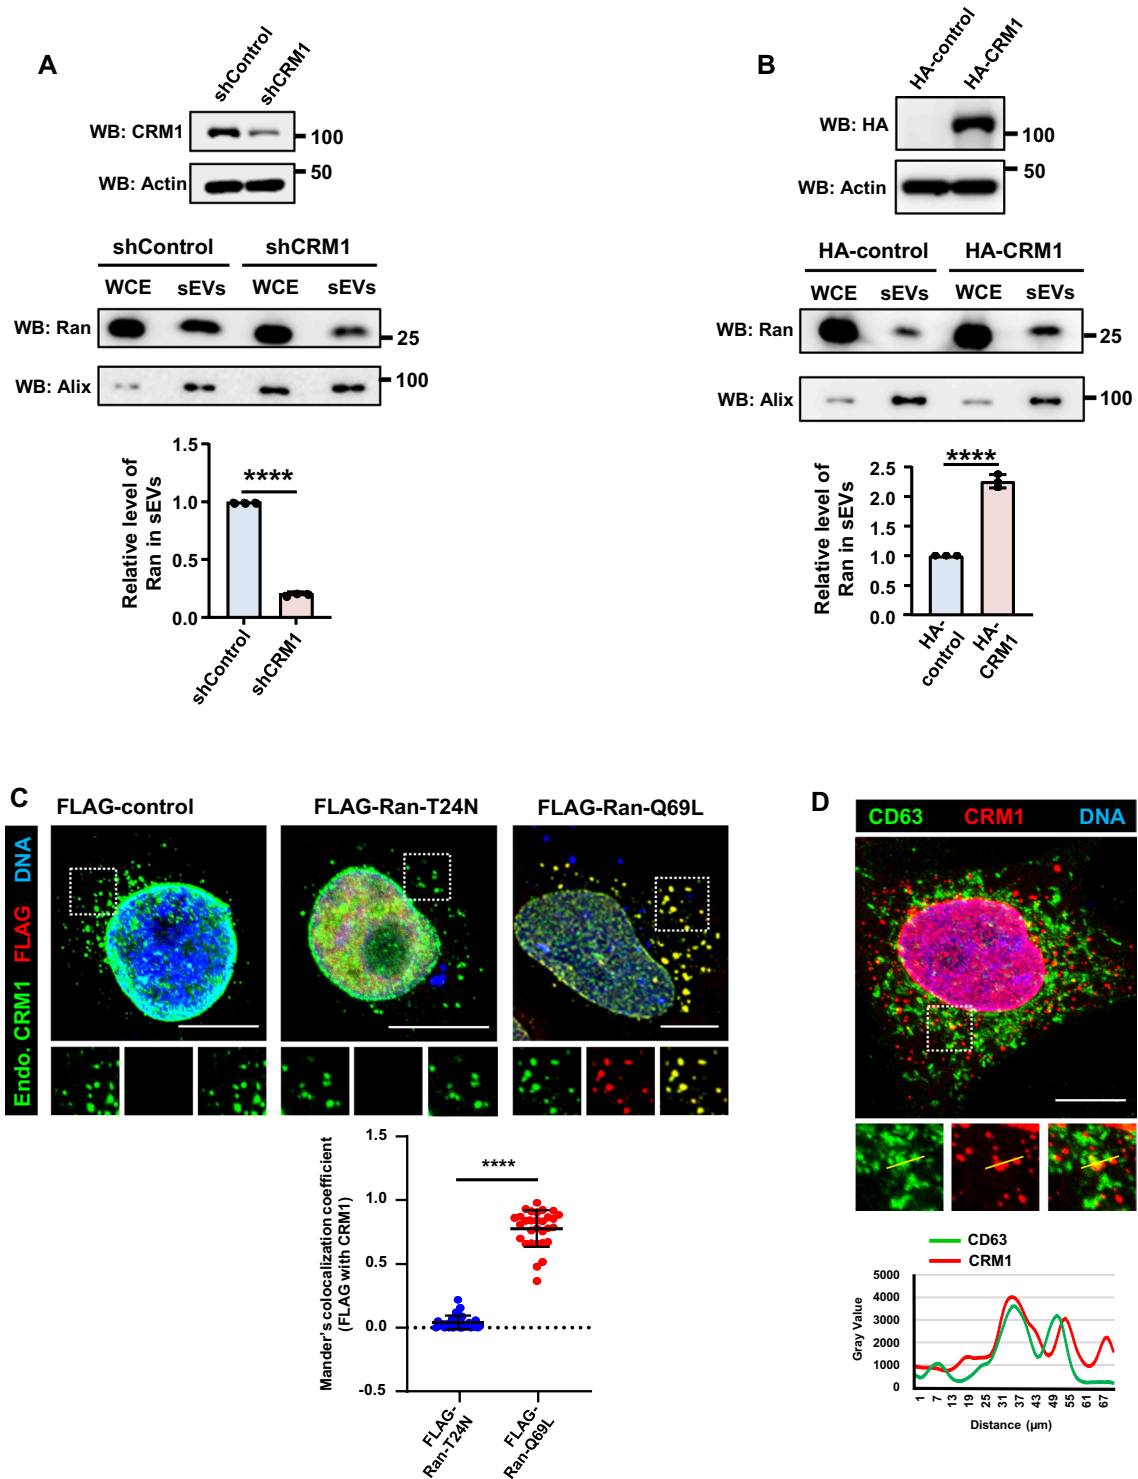 A
shControl
shCRM1
WB: CRM1
100
WB: Actin
50
shControl shCRM1
WCE sEVs WCE sEVs
WB: Ran
25
WB: Alix
100
Relative level of
Ran in sEVs
1.5
1.0
0.5
0.0
****
shControl
shCRM1
B
HA-control
HA-CRM1
WB: HA
100
WB: Actin
50
HA-control HA-CRM1
WCE sEVs WCE sEVs
WB: Ran
25
WB: Alix
100
Relative level of
Ran in sEVs
2.5
2.0
1.5
1.0
0.5
0.0
****
HA-
control
HA-
CRM1
C
FLAG-control FLAG-Ran-T24N FLAG-Ran-Q69L
Endo. CRM1 FLAG DNA
Mander's colocalization coefficient
(FLAG with CRM1)
1.5
1.0
0.5
0.0
-0.5
****
FLAG-
Ran-T24N
FLAG-
Ran-Q69L
D
CD63 CRM1 DNA
CD63
CRM1
Gray Value
5000
4000
3000
2000
1000
0
1 7 13 19 25 31 37 43 49 55 61 67
Distance (µm)